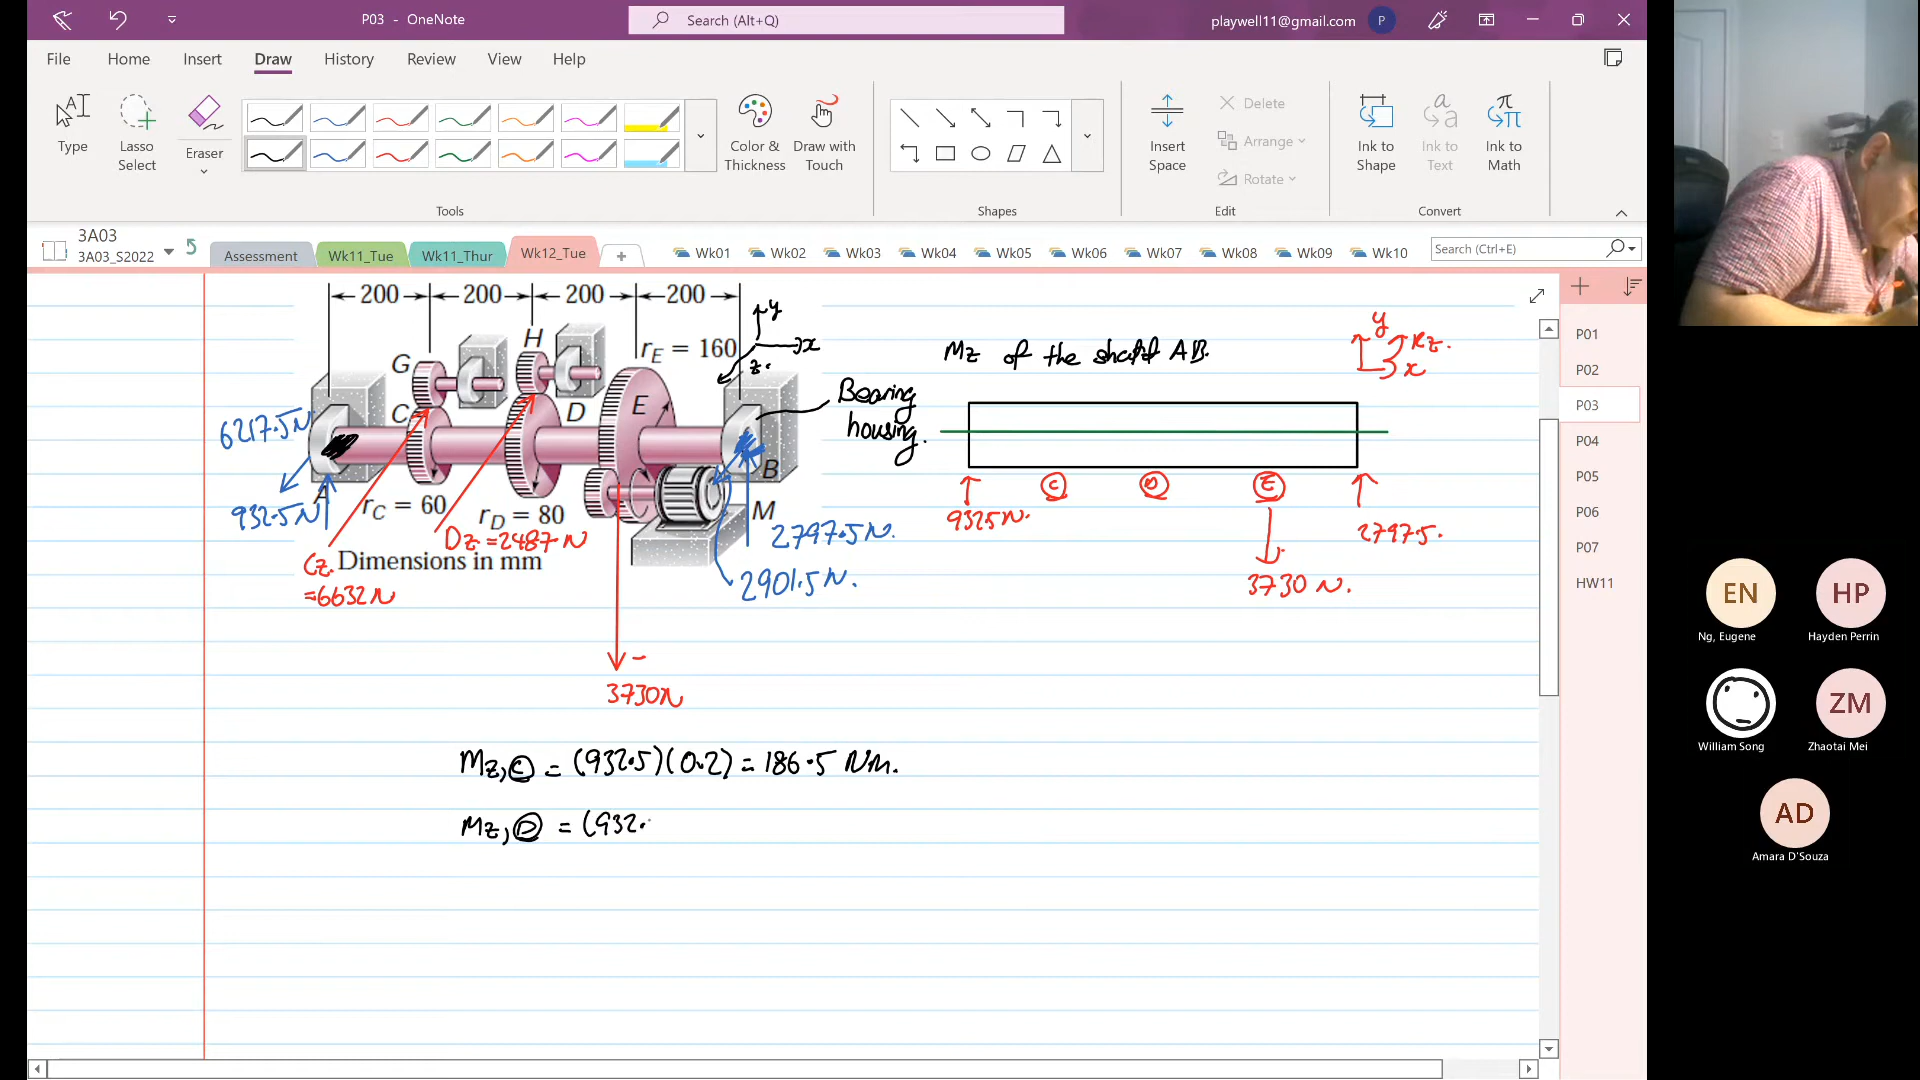 P03 - OneNote
Search (Alt+Q)
playwell11@gmail.com
P
File Home Insert Draw History Review View Help
Type
Lasso Select
Eraser
Color & Thickness
Draw with Touch
Insert Space
Delete
Arrange
Rotate
Ink to Shape
Ink to Text
Ink to Math
Tools
Shapes
Edit
Convert
3A03
3A03_S2022
Assessment
Wk11_Tue
Wk11_Thur
Wk12_Tue
Wk01 Wk02 Wk03 Wk04 Wk05 Wk06 Wk07 Wk08 Wk09 Wk10
Search (Ctrl+E)
P01
P02
P03
P04
P05
P06
P07
HW11
200 200 200 200
y
x
z.
G
H
rE = 160
C
D
E
A
B
M
rC = 60
rD = 80
Dimensions in mm
6217.5N
932.5N
Cz.
=6632N
Dz =2487N
3730N
2797.5N.
2901.5N.
Bearing
housing.
Mz of the shaft AB.
y
Rz.
x
C D E
9325N.
3730 N.
2797.5.
Mz,C = (932.5)(0.2) = 186.5 Nm.
Mz,D = (932.
EN
Ng, Eugene
HP
Hayden Perrin
William Song
ZM
Zhaotai Mei
AD
Amara D'Souza